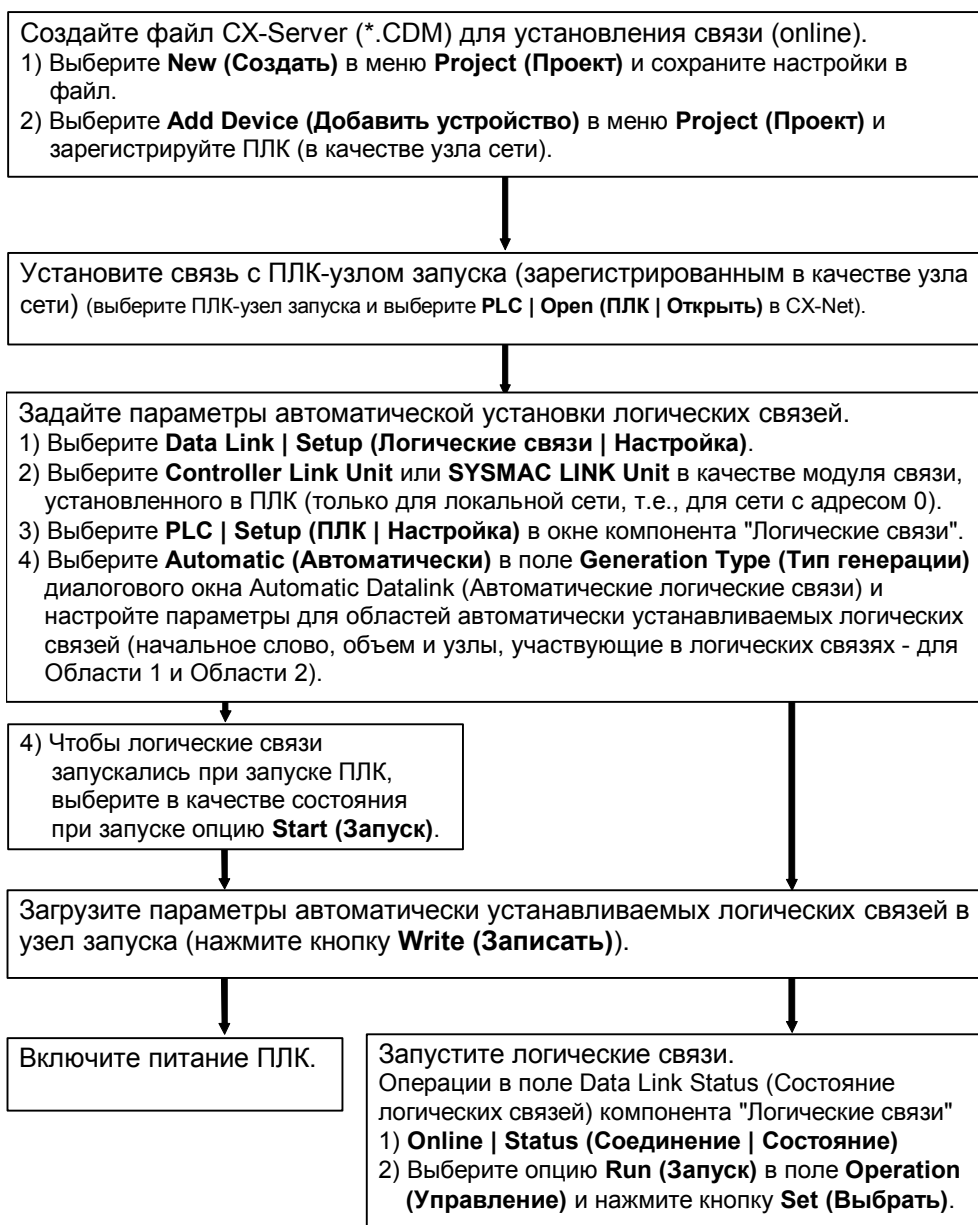 Создайте файл CX-Server (*.CDM) для установления связи (online).
1) Выберите New (Создать) в меню Project (Проект) и сохраните настройки в
файл.
2) Выберите Add Device (Добавить устройство) в меню Project (Проект) и
зарегистрируйте ПЛК (в качестве узла сети).
Установите связь с ПЛК-узлом запуска (зарегистрированным в качестве узла
сети) (выберите ПЛК-узел запуска и выберите PLC | Open (ПЛК | Открыть) в CX-Net).
Задайте параметры автоматической установки логических связей.
1) Выберите Data Link | Setup (Логические связи | Настройка).
2) Выберите Controller Link Unit или SYSMAC LINK Unit в качестве модуля связи,
установленного в ПЛК (только для локальной сети, т.е., для сети с адресом 0).
3) Выберите PLC | Setup (ПЛК | Настройка) в окне компонента "Логические связи".
4) Выберите Automatic (Автоматически) в поле Generation Type (Тип генерации)
диалогового окна Automatic Datalink (Автоматические логические связи) и
настройте параметры для областей автоматически устанавливаемых логических
связей (начальное слово, объем и узлы, участвующие в логических связях - для
Области 1 и Области 2).
4) Чтобы логические связи
запускались при запуске ПЛК,
выберите в качестве состояния
при запуске опцию Start (Запуск).
Загрузите параметры автоматически устанавливаемых логических связей в
узел запуска (нажмите кнопку Write (Записать)).
Включите питание ПЛК.
Запустите логические связи.
Операции в поле Data Link Status (Состояние
логических связей) компонента "Логические связи"
1) Online | Status (Соединение | Состояние)
2) Выберите опцию Run (Запуск) в поле Operation
(Управление) и нажмите кнопку Set (Выбрать).